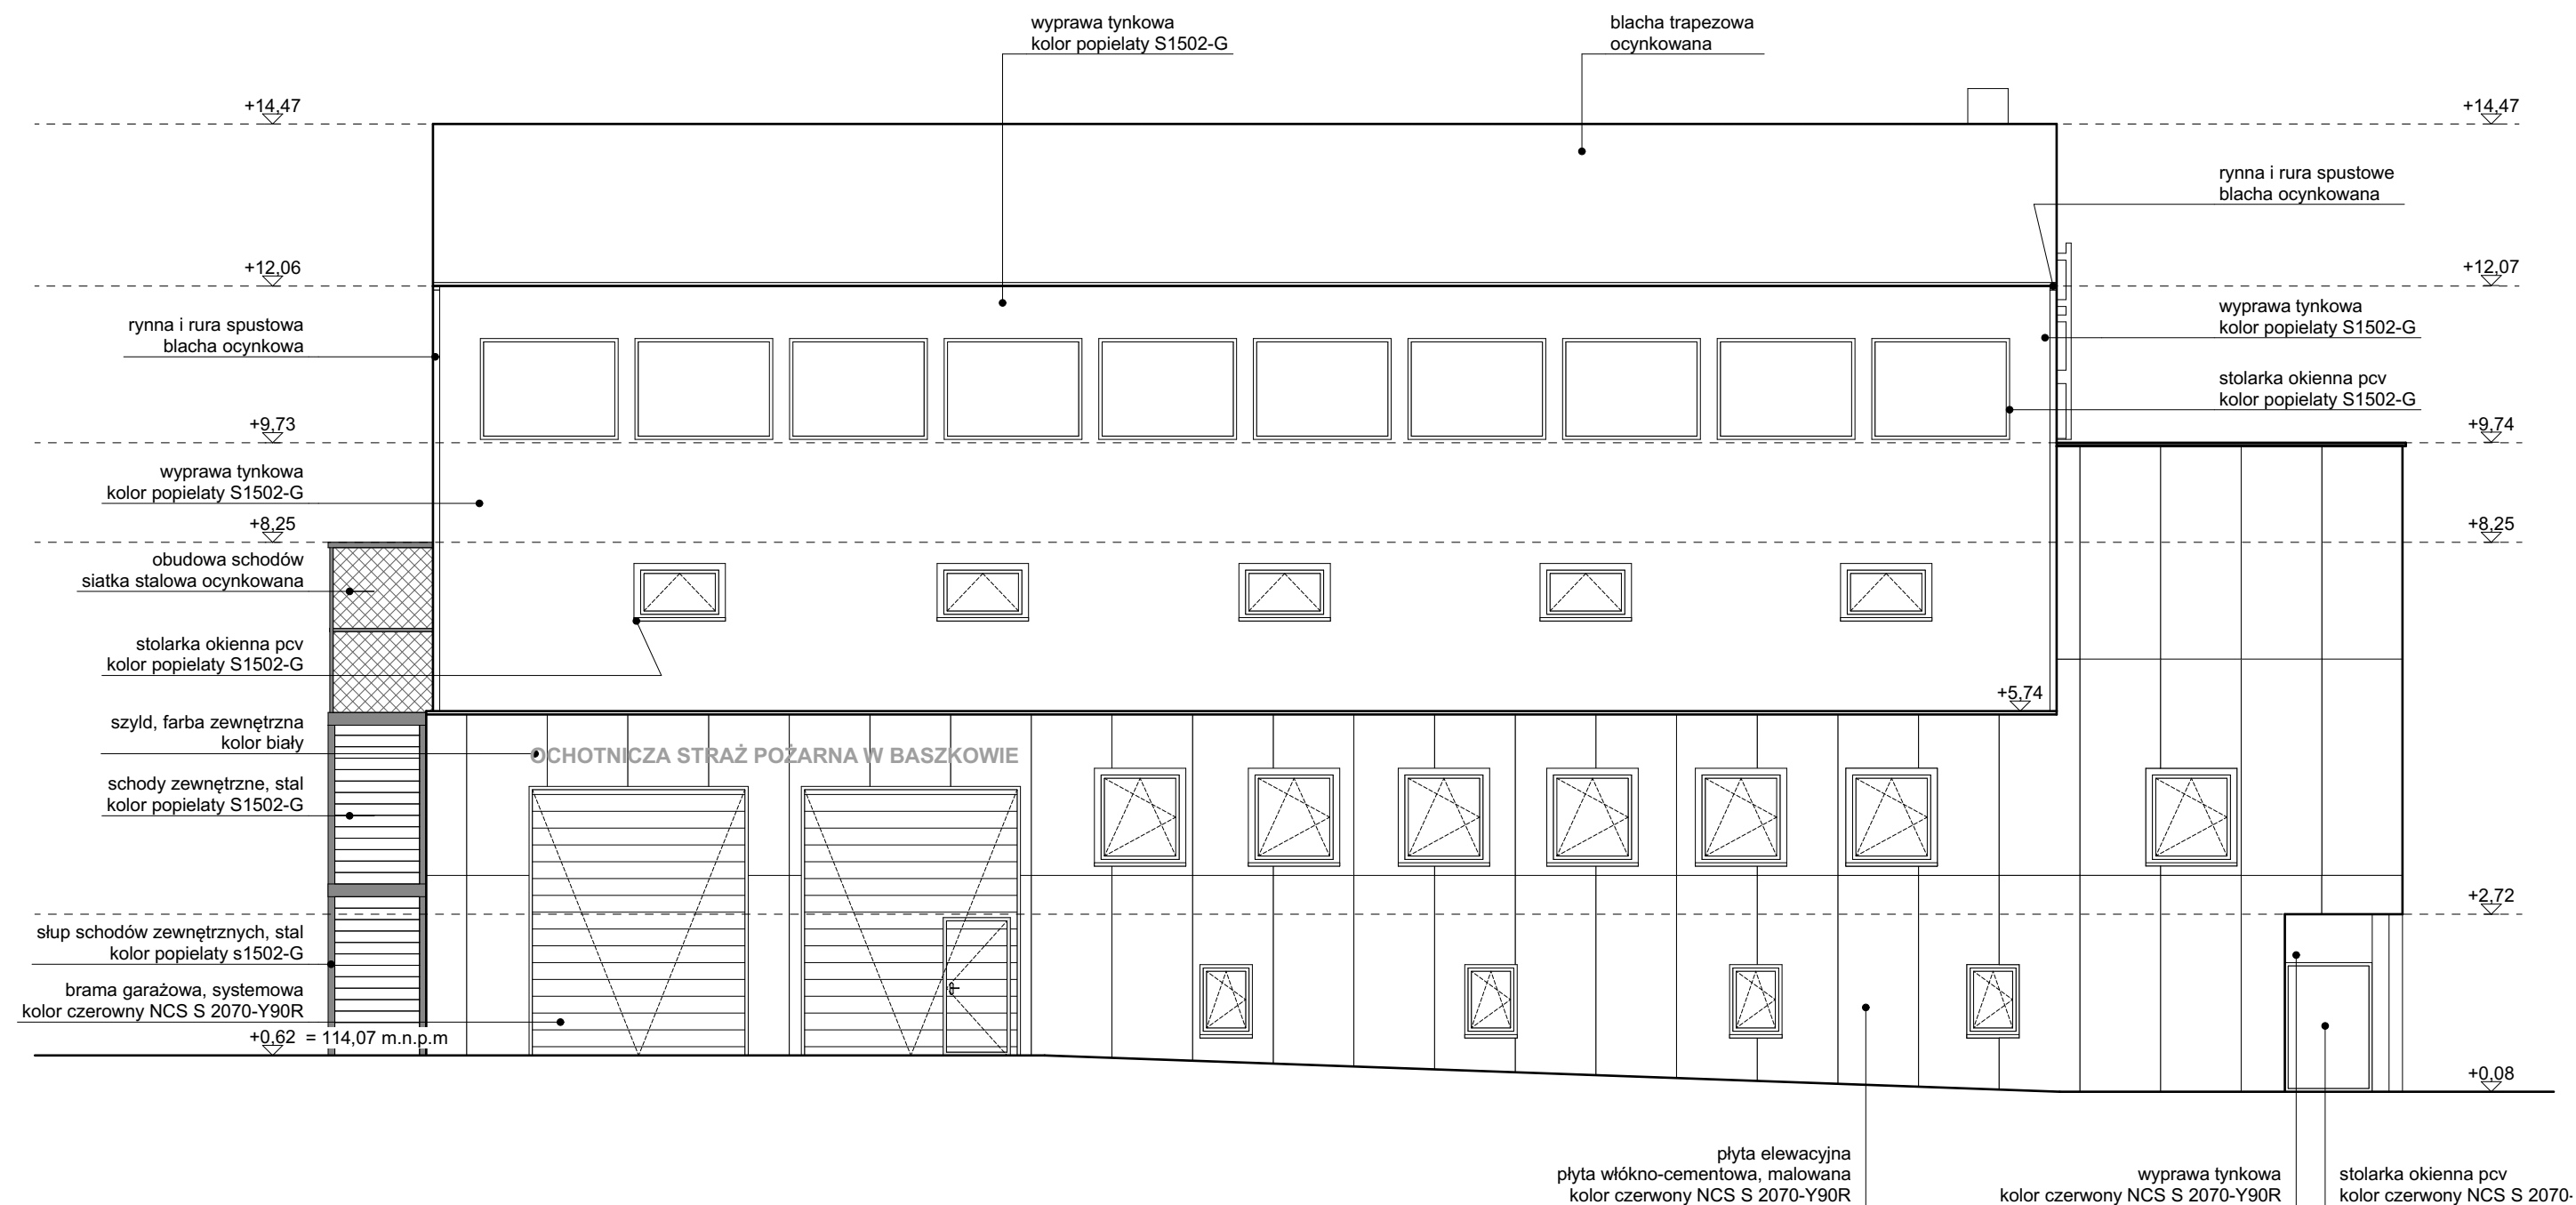 wyprawa tynkowa
kolor popielaty S1502-G
blacha trapezowa
ocynkowana
+14,47
+14,47
rynna i rura spustowe
blacha ocynkowana
+12,06
+12,07
rynna i rura spustowa
blacha ocynkowa
wyprawa tynkowa
kolor popielaty S1502-G
stolarka okienna pcv
kolor popielaty S1502-G
+9,73
+9,74
wyprawa tynkowa
kolor popielaty S1502-G
+8,25
+8,25
obudowa schodów
siatka stalowa ocynkowana
stolarka okienna pcv
kolor popielaty S1502-G
+5,74
szyld, farba zewnętrzna
kolor biały
OCHOTNICZA STRAŻ POŻARNA W BASZKOWIE
schody zewnętrzne, stal
kolor popielaty S1502-G
+2,72
słup schodów zewnętrznych, stal
kolor popielaty s1502-G
brama garażowa, systemowa
kolor czerowny NCS S 2070-Y90R
+0,62 = 114,07 m.n.p.m
+0,08
płyta elewacyjna
płyta włókno-cementowa, malowana
kolor czerwony NCS S 2070-Y90R
wyprawa tynkowa
kolor czerwony NCS S 2070-Y90R
stolarka okienna pcv
kolor czerwony NCS S 2070-